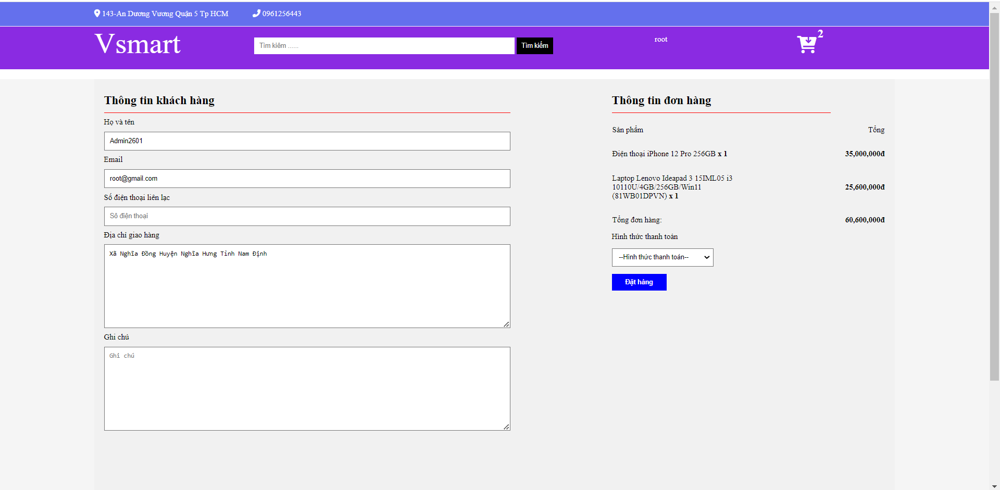 143-An Dương Vương Quận 5 Tp HCM
0961256443
Vsmart
Tìm kiếm ......
Tìm kiếm
root
2
Thông tin khách hàng
Họ và tên
Admin2601
Email
root@gmail.com
Số điện thoại liên lạc
Số điện thoại
Địa chỉ giao hàng
Xã Nghĩa Đồng Huyện Nghĩa Hưng Tỉnh Nam Định
Ghi chú
Ghi chú
Thông tin đơn hàng
Sản phẩm Tổng
Điện thoại iPhone 12 Pro 256GB x 1 35,000,000đ
Laptop Lenovo Ideapad 3 15IML05 i3
10110U/4GB/256GB/Win11 25,600,000đ
(81WB01DPVN) x 1
Tổng đơn hàng: 60,600,000đ
Hình thức thanh toán
--Hình thức thanh toán--
Đặt hàng